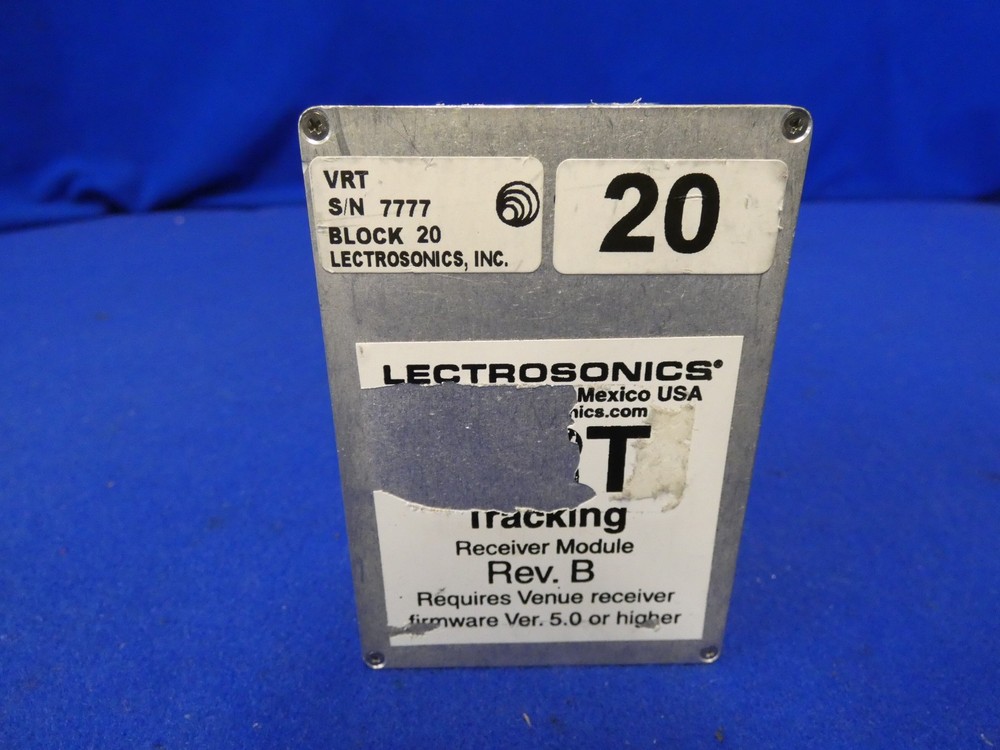 VRT
S/N 7777
BLOCK 20
LECTROSONICS, INC.
20
LECTROSONICS®
Mexico USA
nics.com
T
Tracking
Receiver Module
Rev. B
Requires Venue receiver
firmware Ver. 5.0 or higher